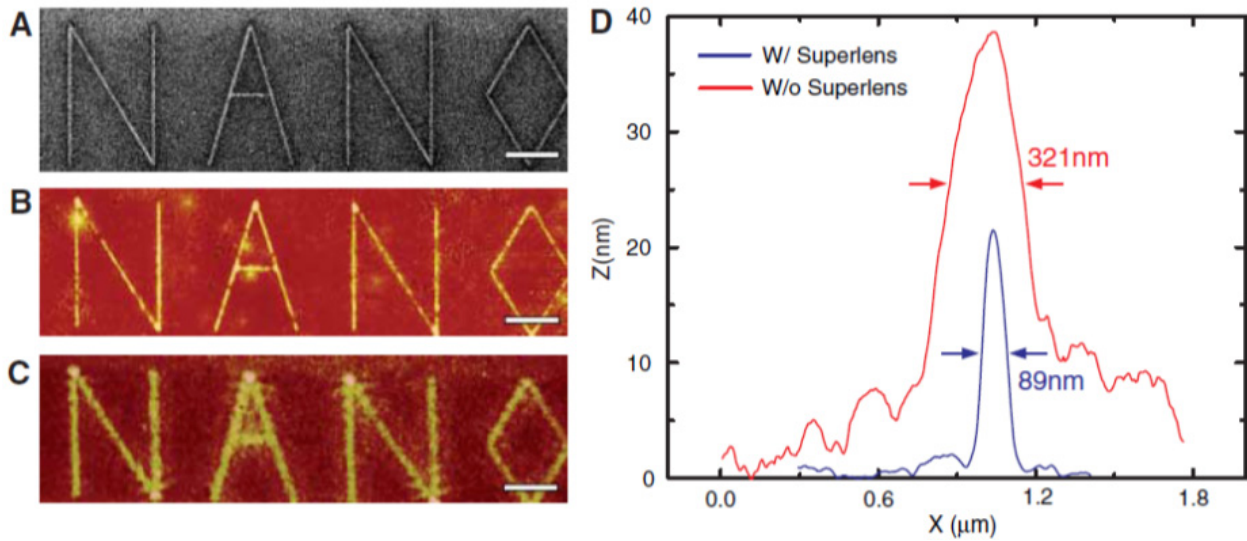 A
NANO
B
NANO
C
NANO
D
40
30
20
10
0
Z(nm)
W/ Superlens
W/o Superlens
321nm
89nm
0.0 0.6 1.2 1.8
X (μm)